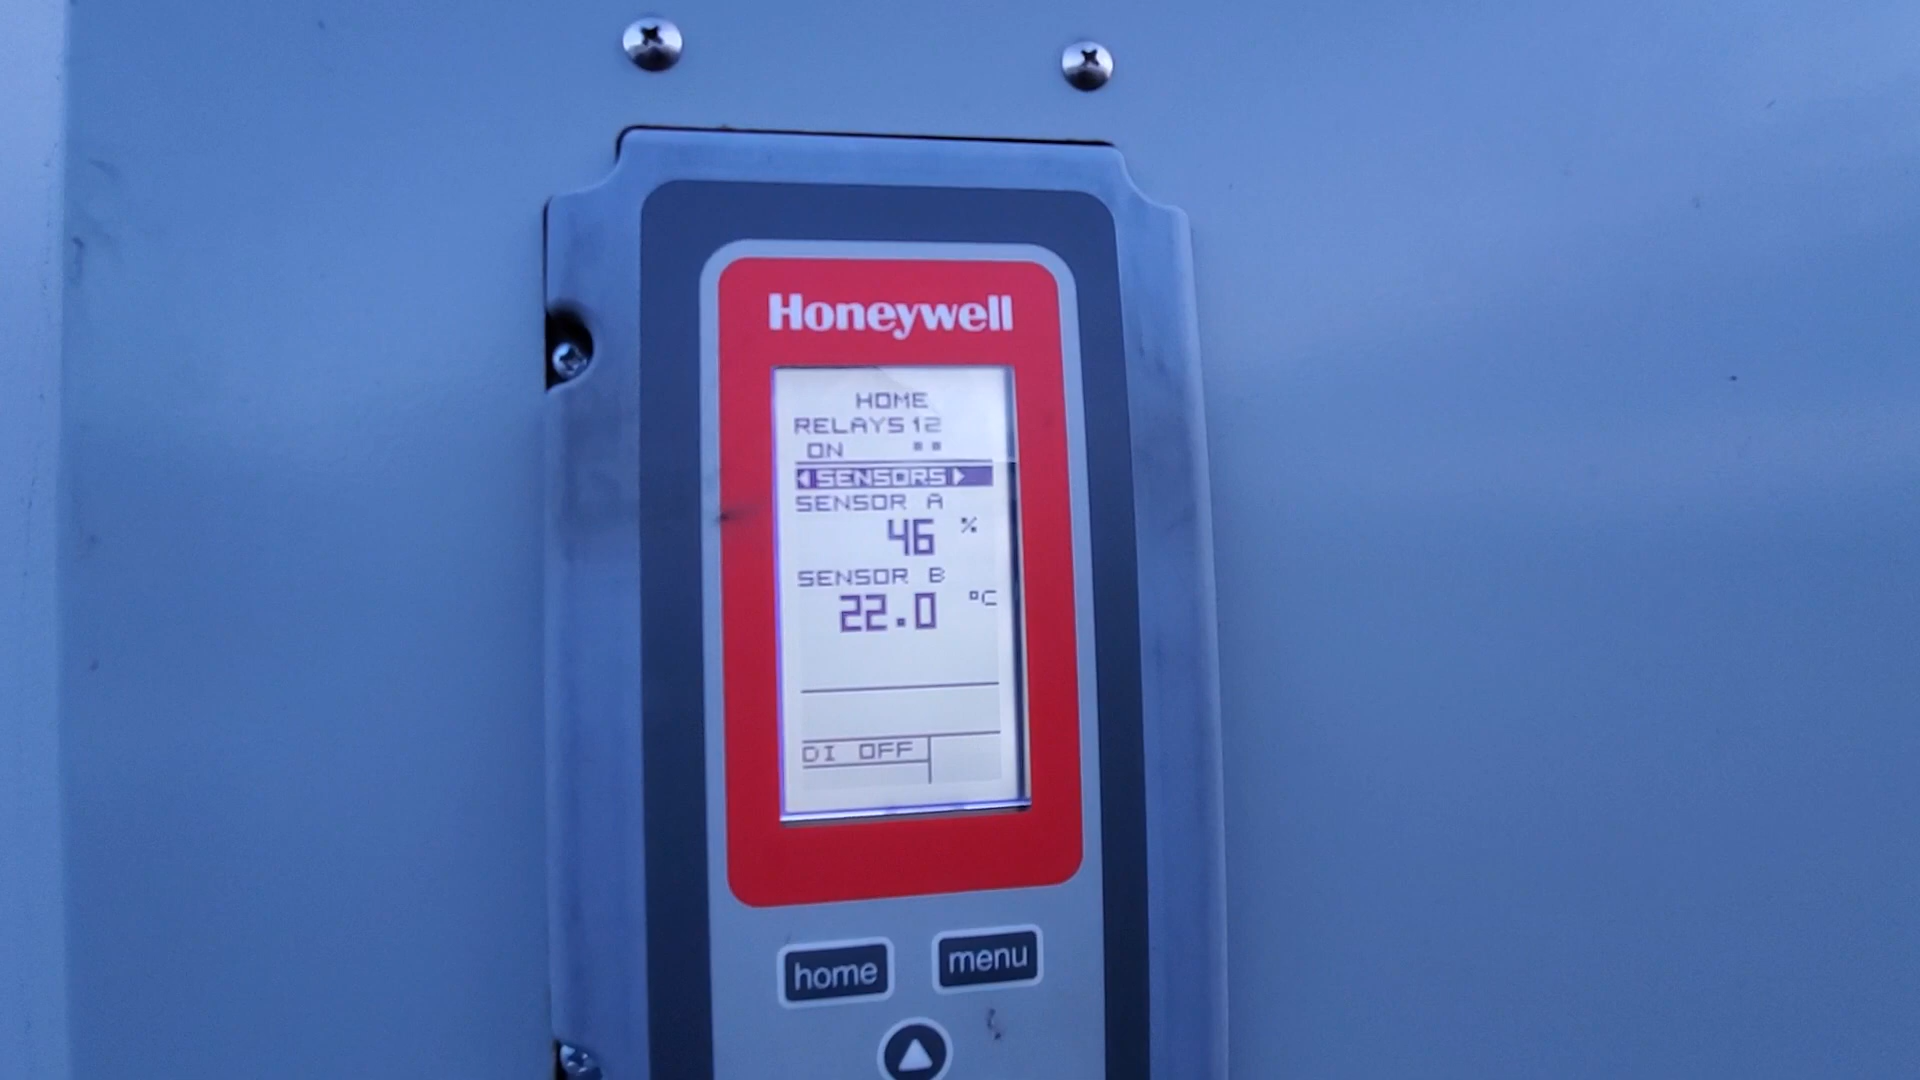 Honeywell
HOME
RELAYS 12
ON
SENSORS
SENSOR A
46 %
SENSOR B
22.0 °C
DI OFF
home menu